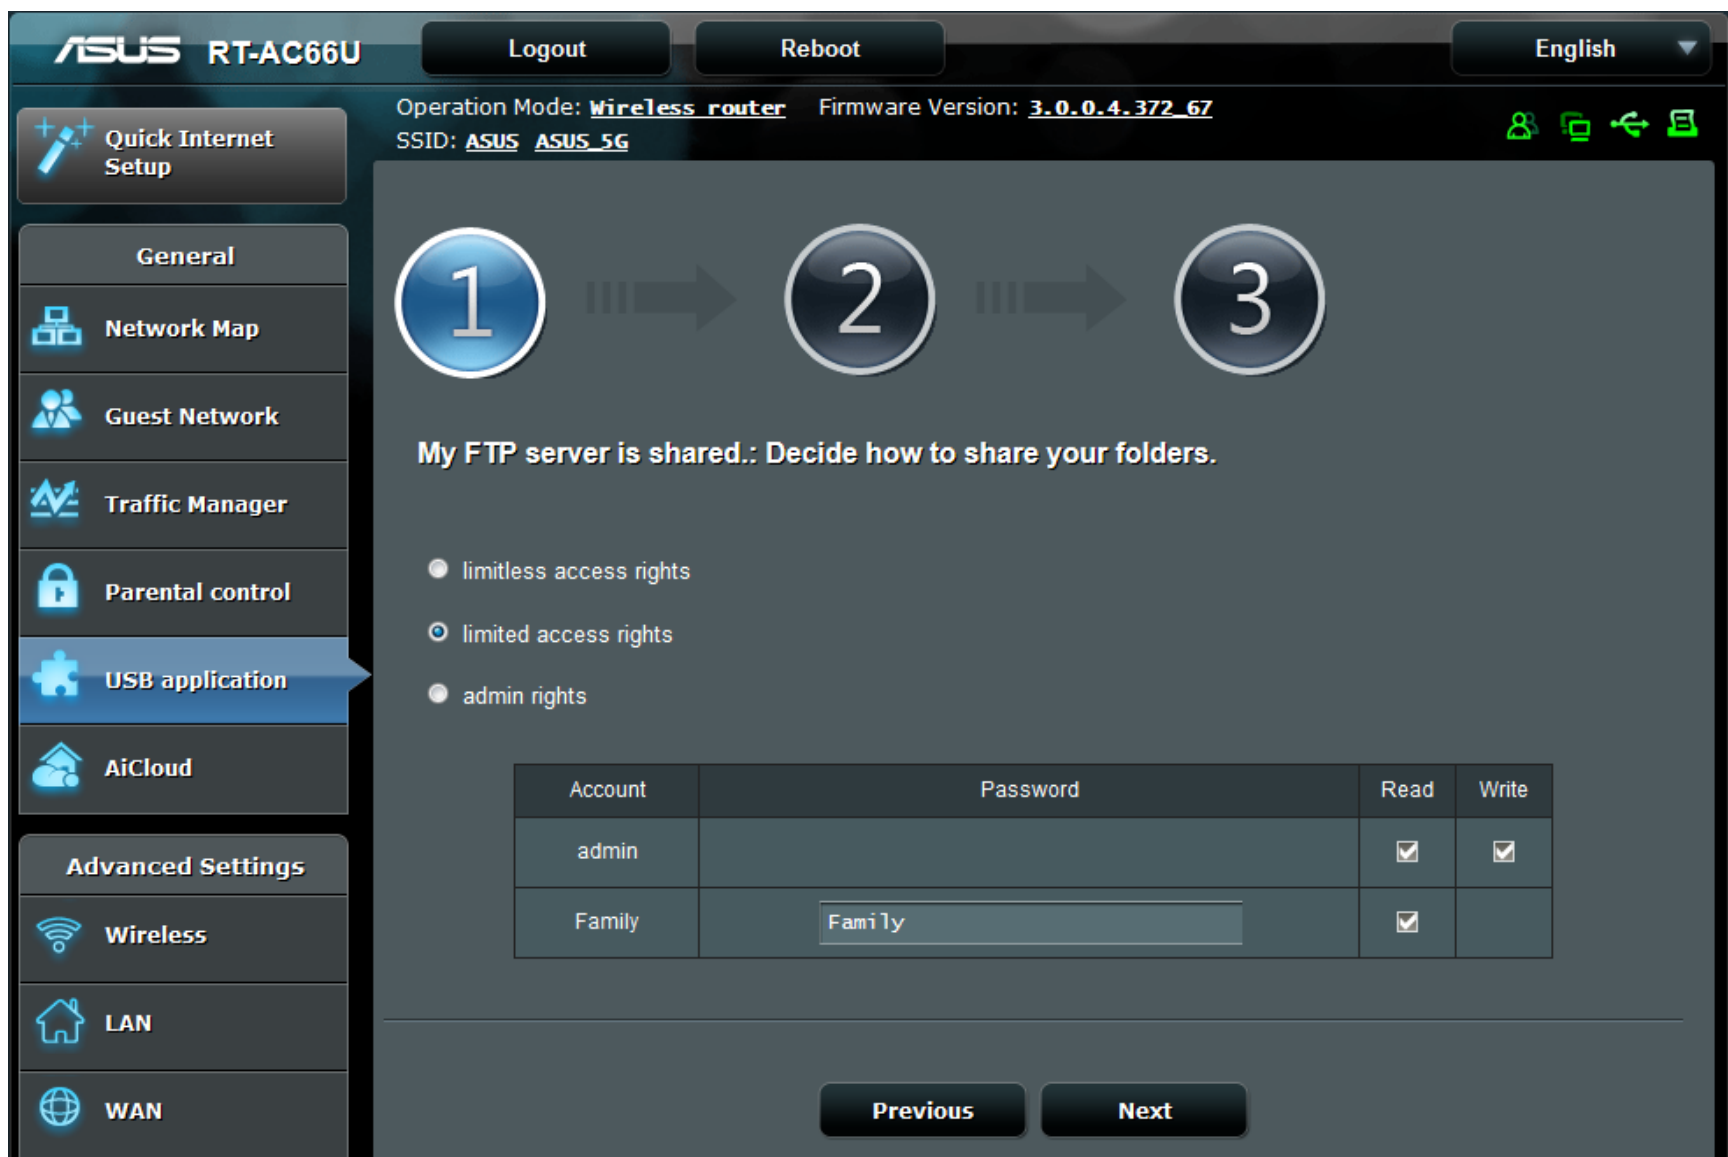 ASUS RT-AC66U Logout Reboot English
Quick Internet Setup
Operation Mode: Wireless router Firmware Version: 3.0.0.4.372_67
SSID: ASUS ASUS_5G
General
Network Map
Guest Network
Traffic Manager
Parental control
USB application
AiCloud
Advanced Settings
Wireless
LAN
WAN
1 2 3
My FTP server is shared.: Decide how to share your folders.
limitless access rights
limited access rights
admin rights
Account Password Read Write
admin
Family Family
Previous Next